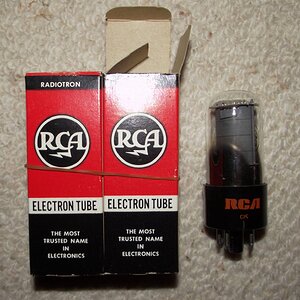 RADIOTRON
RCA
ELECTRON TUBE
THE MOST
TRUSTED NAME
IN
ELECTRONICS
RCA
ELECTRON TUBE
THE MOST
TRUSTED NAME
IN
ELECTRONICS
RCA